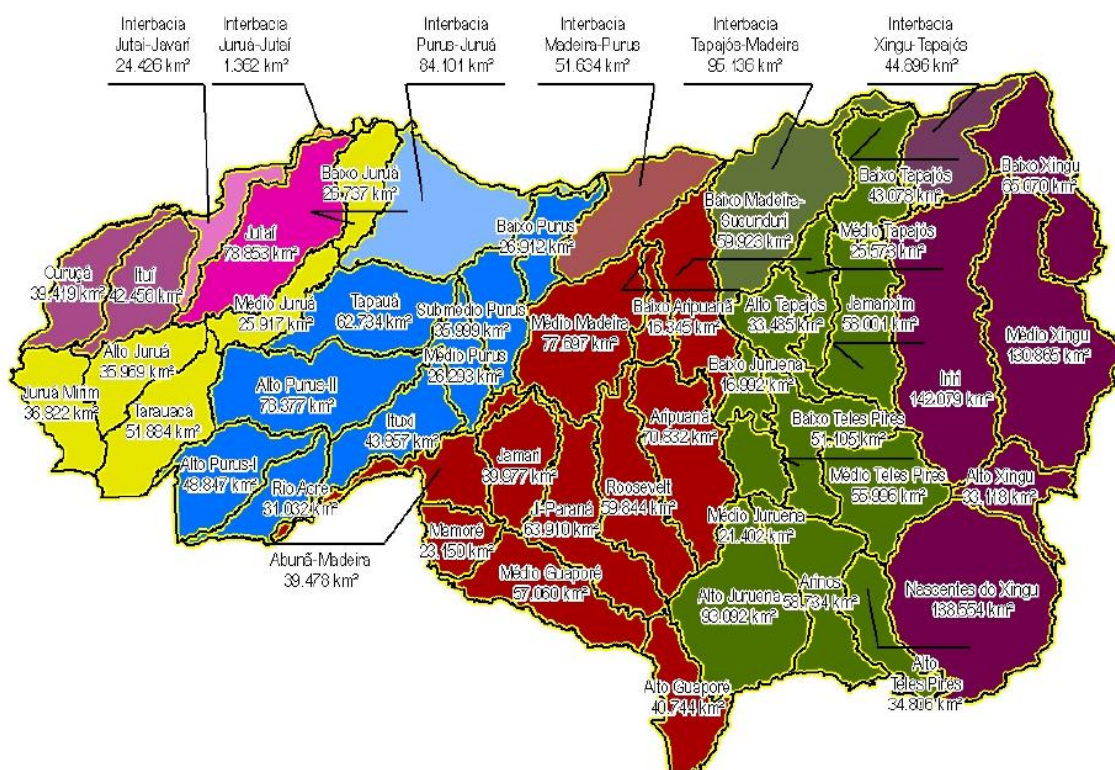 Interbacia
Jutaí-Javarí
24.426 km²
Interbacia
Juruá-Jutaí
1.362 km²
Interbacia
Purus-Juruá
84.101 km²
Interbacia
Madeira-Purus
51.634 km²
Interbacia
Tapajós-Madeira
95.136 km²
Interbacia
Xingu-Tapajós
44.896 km²
Baixo Juruá
26.737 km²
Baixo Tapajós
43.078 km²
Baixo Xingu
65.070 km²
Jutaí
78.853 km²
Baixo Purus
26.912 km²
Baixo Madeira-
Sucunduri
59.923 km²
Médio Tapajós
25.573 km²
Curuçá
39.419 km²
Ituí
42.456 km²
Médio Juruá
25.917 km²
Tapauá
62.734 km²
Submédio Purus
35.999 km²
Médio Madeira
77.697 km²
Baixo Aripuanã
16.345 km²
Alto Tapajós
33.485 km²
Jamanxim
58.001 km²
Médio Xingu
130.865 km²
Alto Juruá
35.969 km²
Juruá Mirim
36.822 km²
Tarauacá
51.884 km²
Alto Purus-II
76.377 km²
Médio Purus
26.293 km²
Baixo Juruena
16.992 km²
Iriri
142.079 km²
Ituxi
43.957 km²
Aripuanã
70.832 km²
Baixo Teles Pires
51.105 km²
Alto Purus-I
48.847 km²
Rio Acre
31.032 km²
Jamari
39.977 km²
Roosevelt
59.844 km²
Médio Teles Pires
55.996 km²
Alto Xingu
33.118 km²
Ji-Paraná
63.910 km²
Mamoré
23.150 km²
Médio Juruena
21.402 km²
Abunã-Madeira
39.478 km²
Médio Guaporé
57.060 km²
Alto Juruena
93.092 km²
Arinos
58.734 km²
Nascentes do Xingu
138.554 km²
Alto Guaporé
40.744 km²
Alto
Teles Pires
34.806 km²